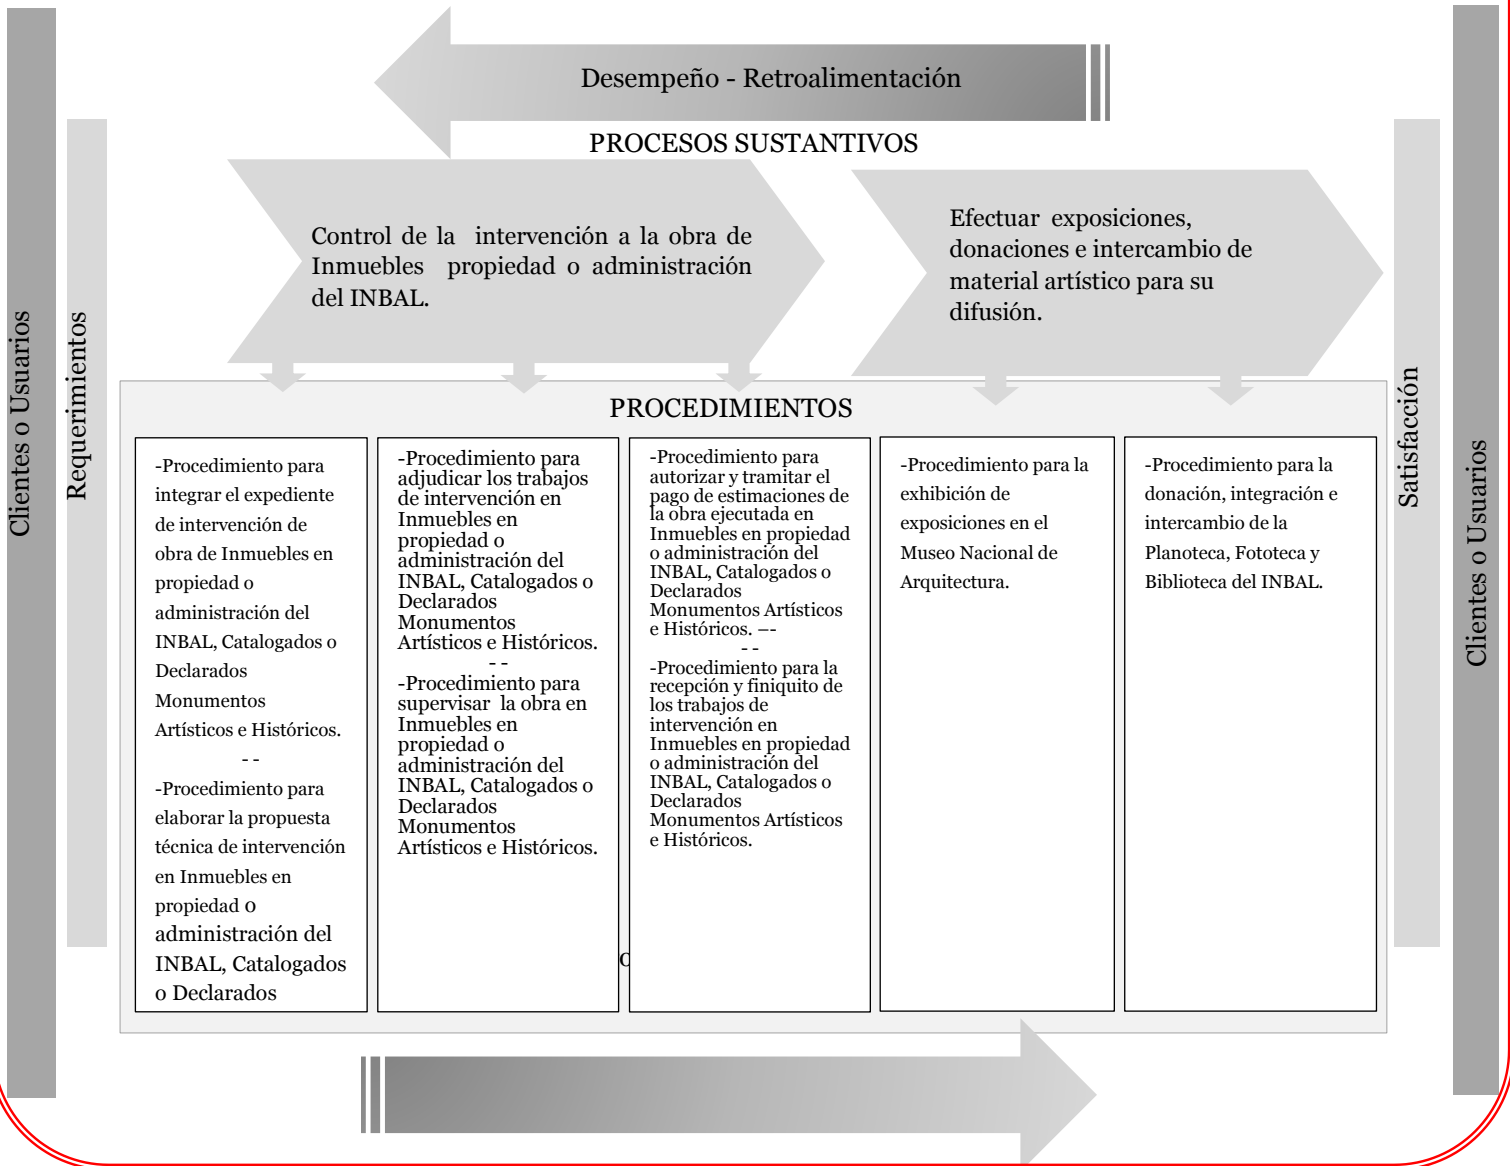 Desempeño - Retroalimentación
PROCESOS SUSTANTIVOS
Clientes o Usuarios
Requerimientos
Control de la intervención a la obra de
Inmuebles propiedad o administración
del INBAL.
Efectuar exposiciones,
donaciones e intercambio de
material artístico para su
difusión.
Satisfacción
Clientes o Usuarios
PROCEDIMIENTOS
-Procedimiento para
integrar el expediente
de intervención de
obra de Inmuebles en
propiedad o
administración del
INBAL, Catalogados o
Declarados
Monumentos
Artísticos e Históricos.
- -
-Procedimiento para
elaborar la propuesta
técnica de intervención
en Inmuebles en
propiedad o
administración del
INBAL, Catalogados
o Declarados
-Procedimiento para
adjudicar los trabajos
de intervención en
Inmuebles en
propiedad o
administración del
INBAL, Catalogados o
Declarados
Monumentos
Artísticos e Históricos.
- -
-Procedimiento para
supervisar la obra en
Inmuebles en
propiedad o
administración del
INBAL, Catalogados o
Declarados
Monumentos
Artísticos e Históricos.
-Procedimiento para
autorizar y tramitar el
pago de estimaciones de
la obra ejecutada en
Inmuebles en propiedad
o administración del
INBAL, Catalogados o
Declarados
Monumentos Artísticos
e Históricos. –-
- -
-Procedimiento para la
recepción y finiquito de
los trabajos de
intervención en
Inmuebles en propiedad
o administración del
INBAL, Catalogados o
Declarados
Monumentos Artísticos
e Históricos.
-Procedimiento para la
exhibición de
exposiciones en el
Museo Nacional de
Arquitectura.
-Procedimiento para la
donación, integración e
intercambio de la
Planoteca, Fototeca y
Biblioteca del INBAL.